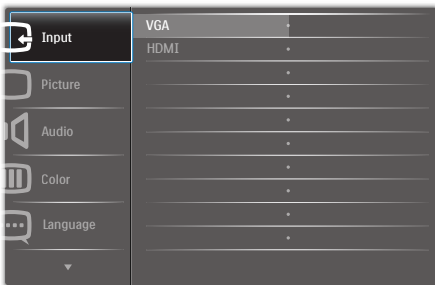 Input
VGA
HDMI
Picture
Audio
Color
Language